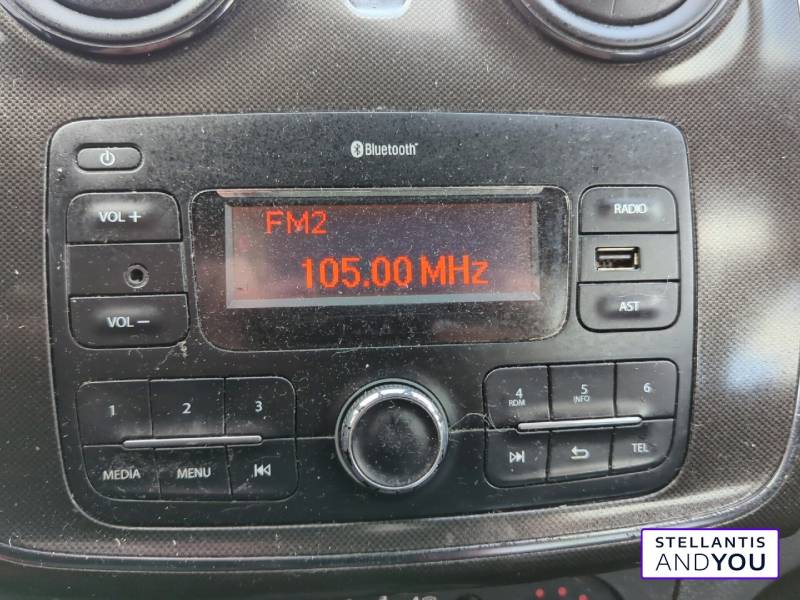 Bluetooth
VOL +
RADIO
FM2
105.00 MHz
VOL –
AST
1
2
3
4
RDM
5
INFO
6
MEDIA
MENU
TEL
STELLANTIS
ANDYOU